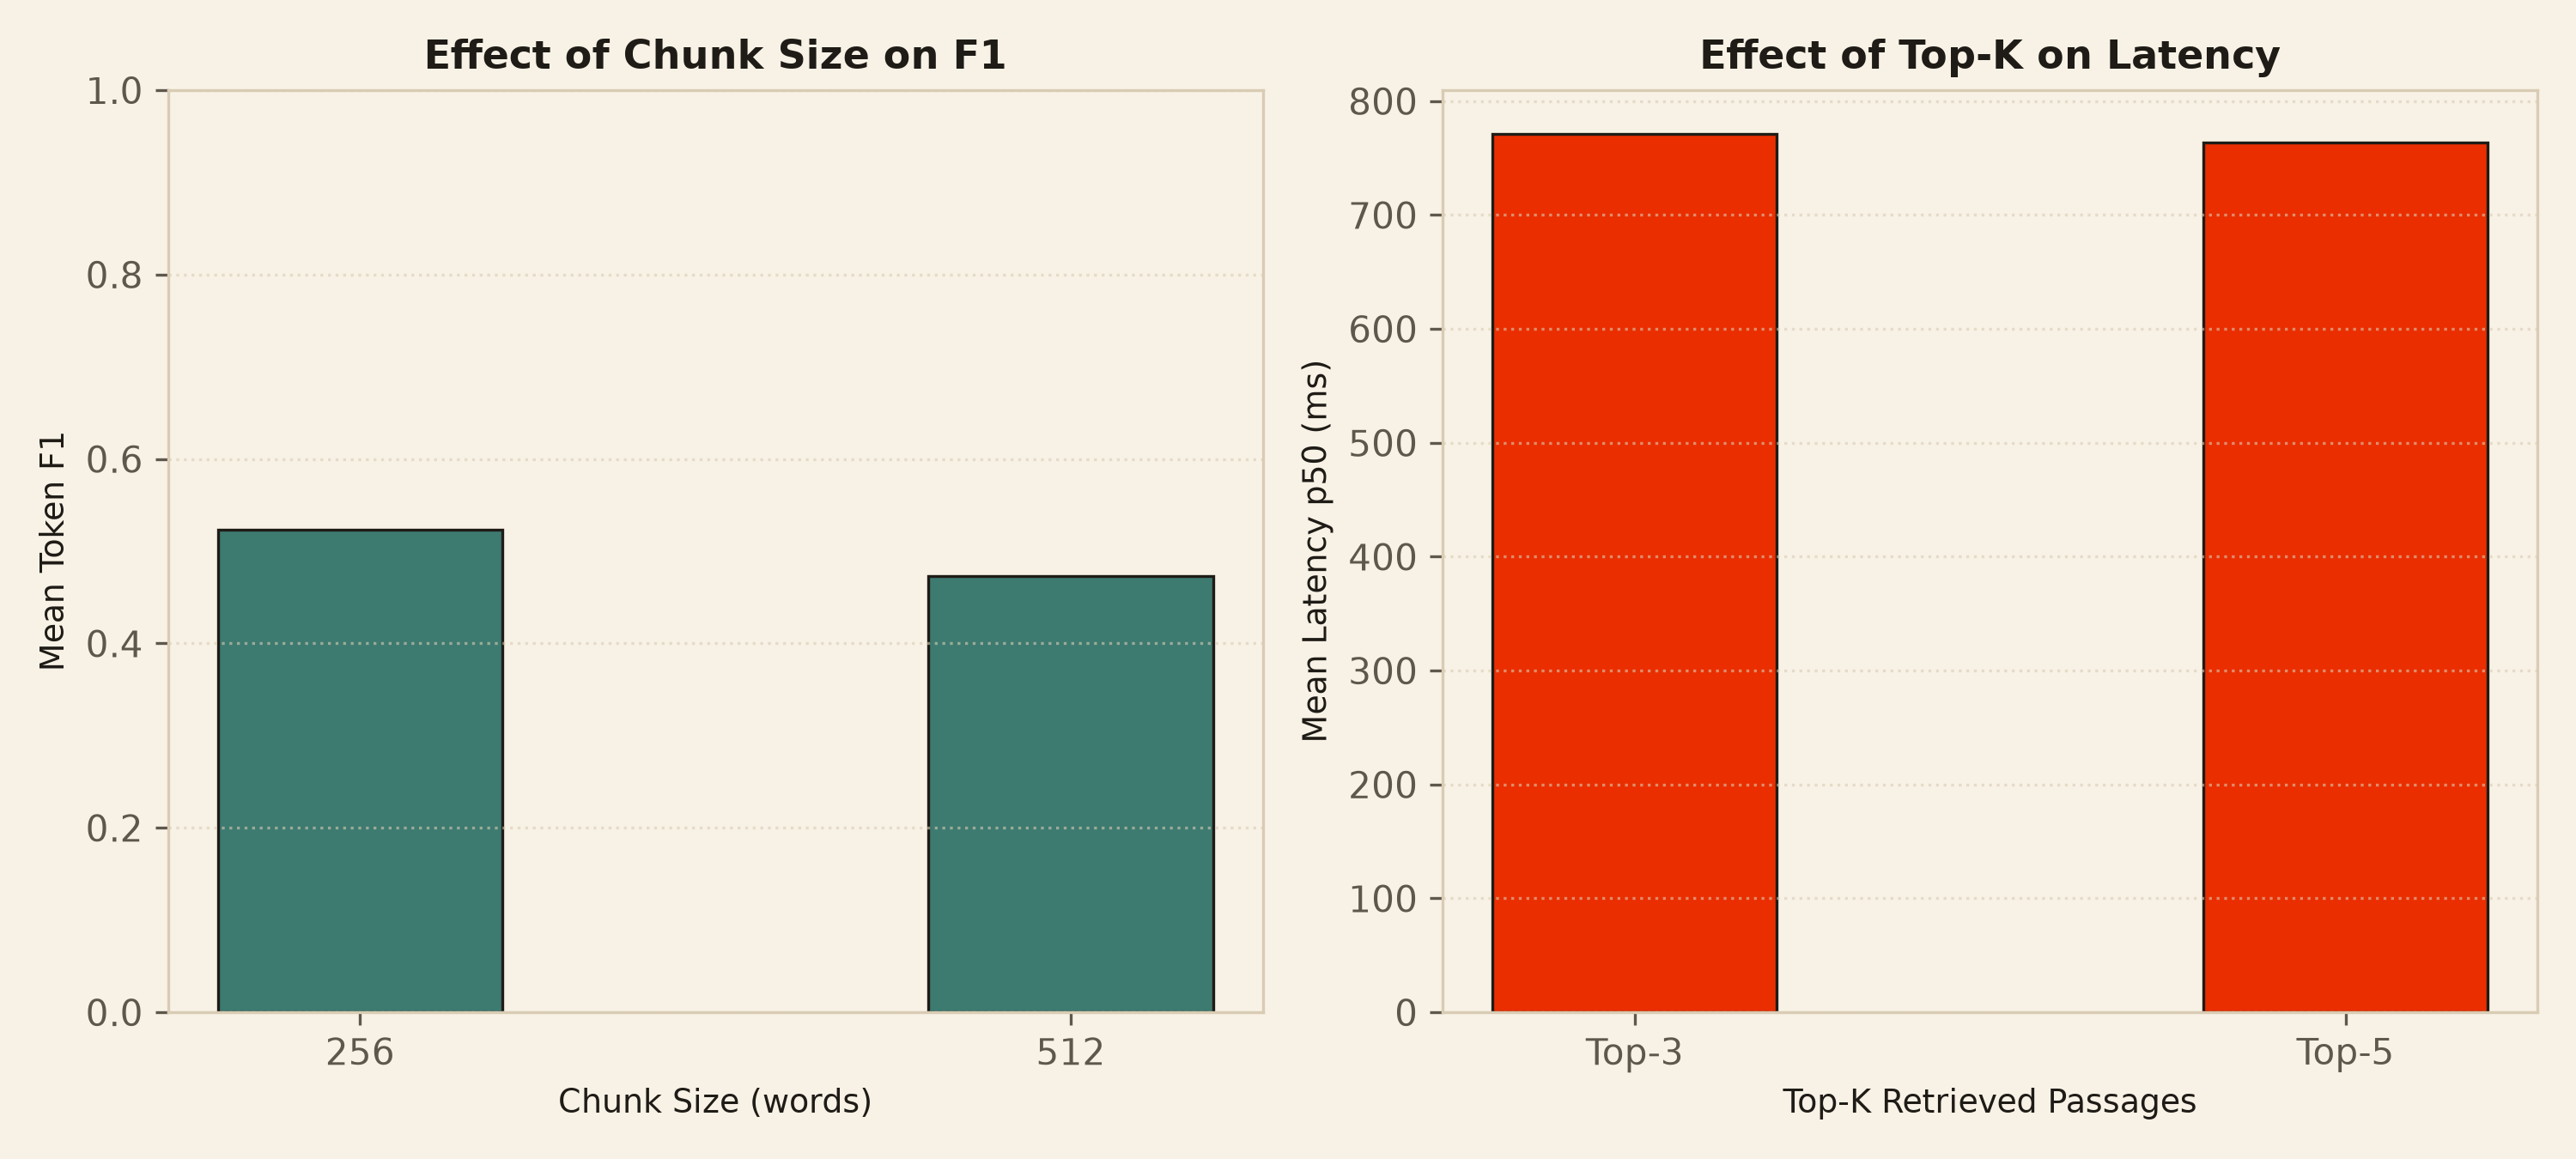 Effect of Chunk Size on F1
1.0
0.8
0.6
0.4
0.2
0.0
Mean Token F1
256
512
Chunk Size (words)
Effect of Top-K on Latency
800
700
600
500
400
300
200
100
0
Mean Latency p50 (ms)
Top-3
Top-5
Top-K Retrieved Passages